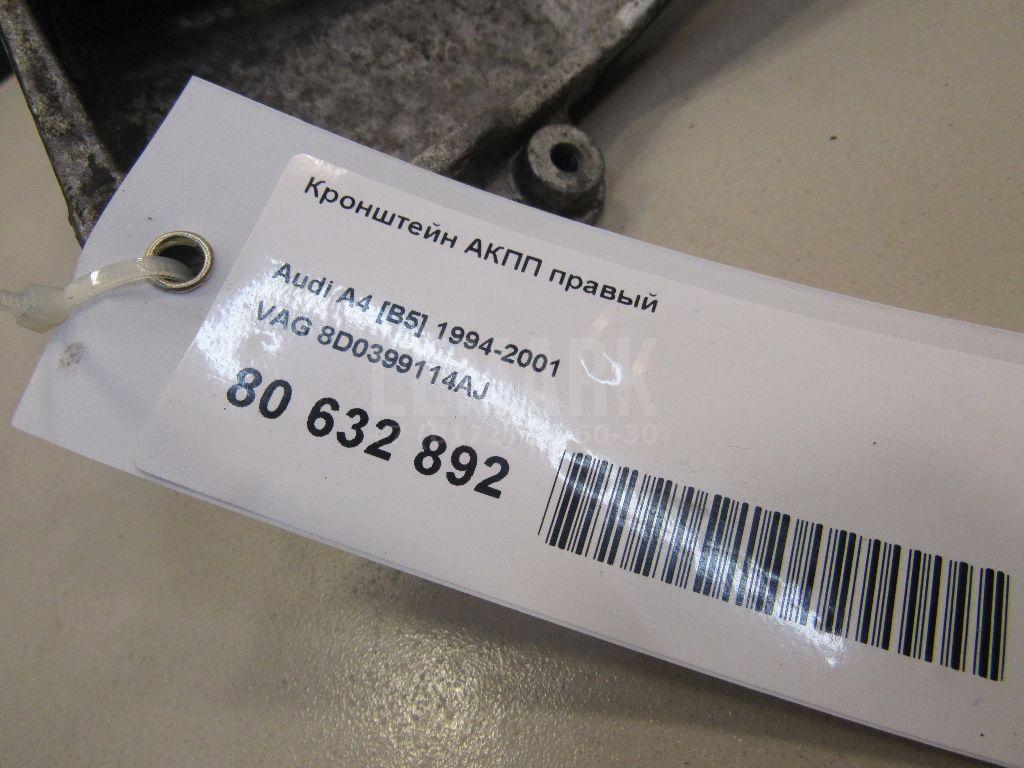 Кронштейн АКПП правый
Audi A4 [B5] 1994-2001
VAG 8D0399114AJ
80 632 892